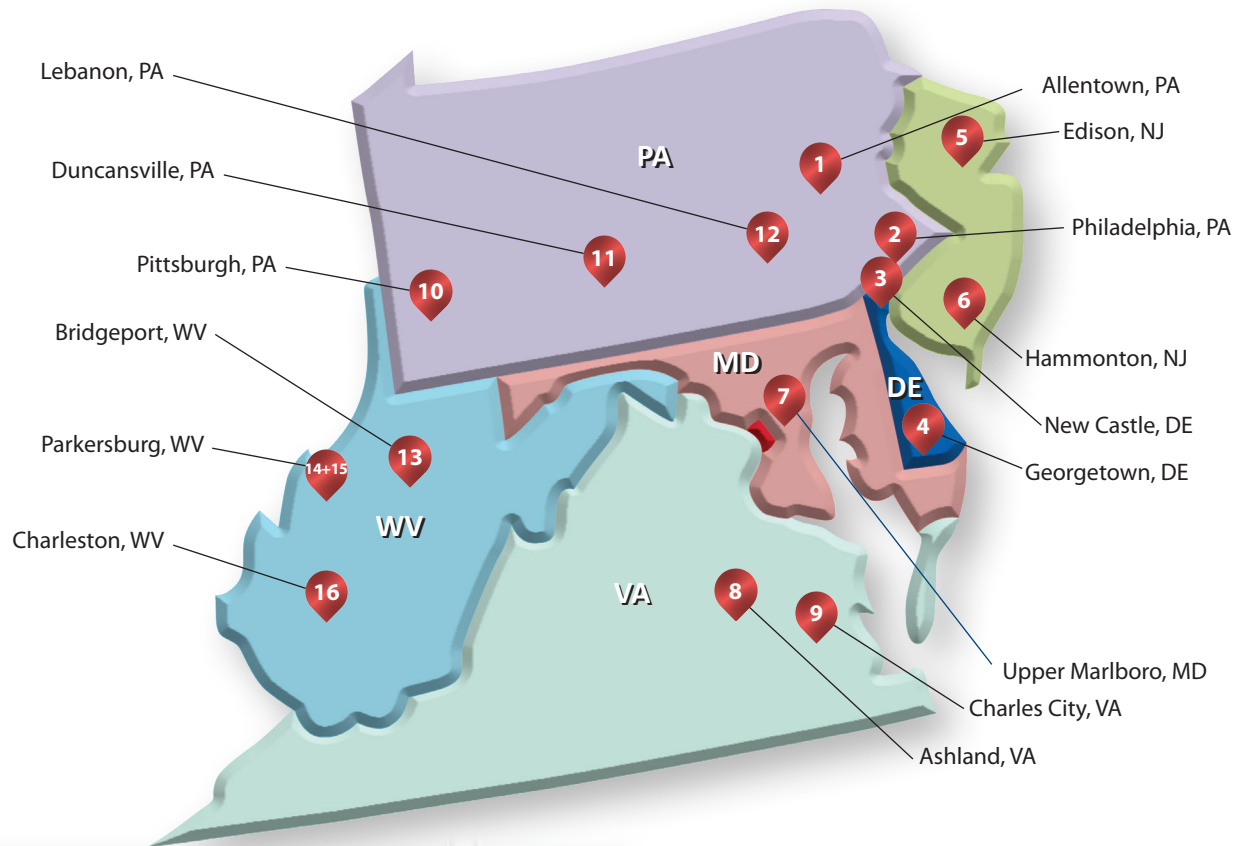 Lebanon, PA
Allentown, PA
Edison, NJ
5
PA
1
Duncansville, PA
12
2
Philadelphia, PA
11
Pittsburgh, PA
3
10
6
Bridgeport, WV
MD
Hammonton, NJ
DE
7
New Castle, DE
4
Parkersburg, WV
13
14+15
Georgetown, DE
WV
Charleston, WV
16
VA
8
9
Upper Marlboro, MD
Charles City, VA
Ashland, VA